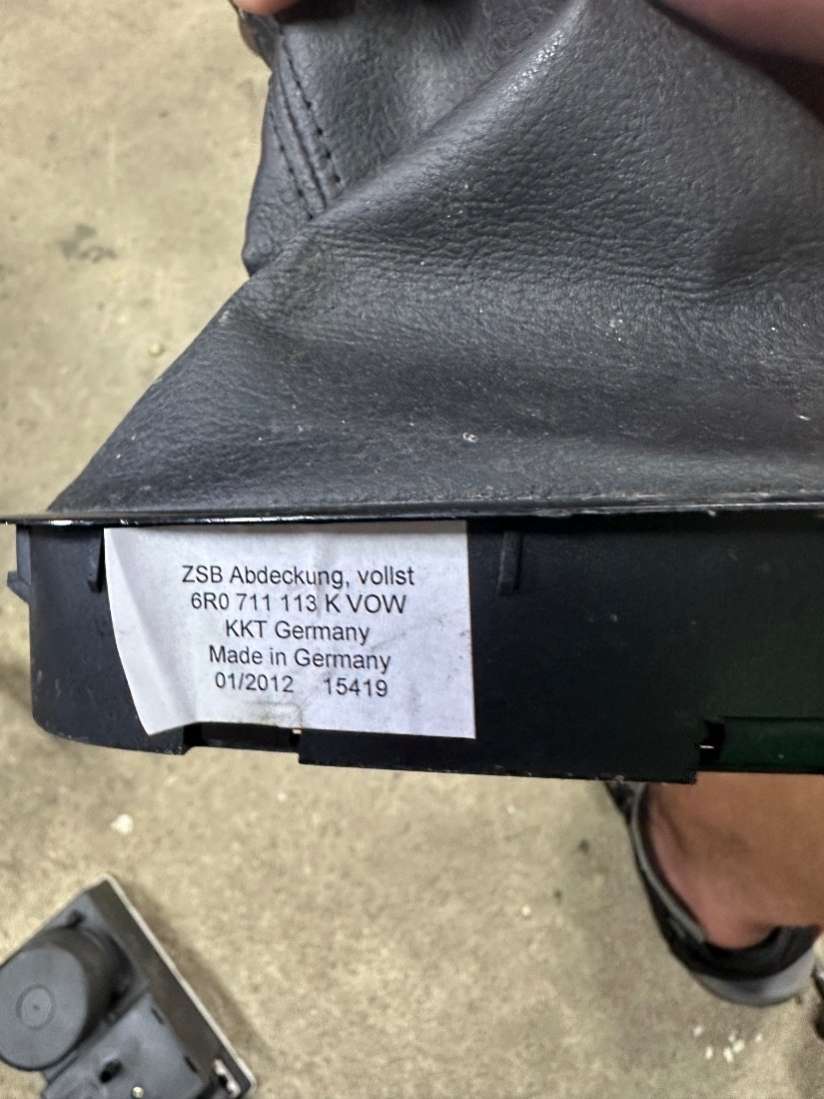 ZSB Abdeckung, vollst
6R0 711 113 K VOW
KKT Germany
Made in Germany
01/2012 15419